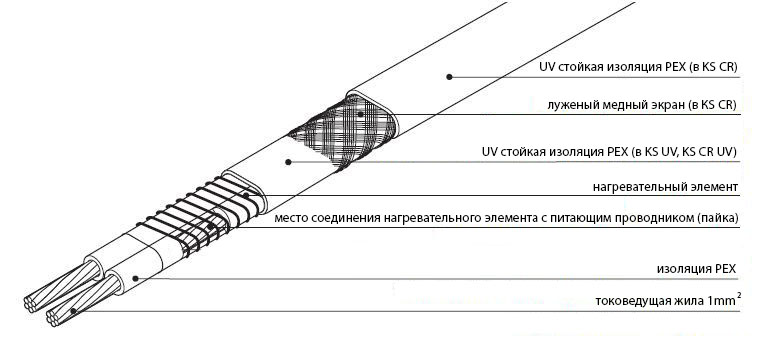 UV стойкая изоляция PEX (в KS CR)
луженый медный экран (в KS CR)
UV стойкая изоляция PEX (в KS UV, KS CR UV)
нагревательный элемент
место соединения нагревательного элемента с питающим проводником (пайка)
изоляция PEX
токоведущая жила 1mm²